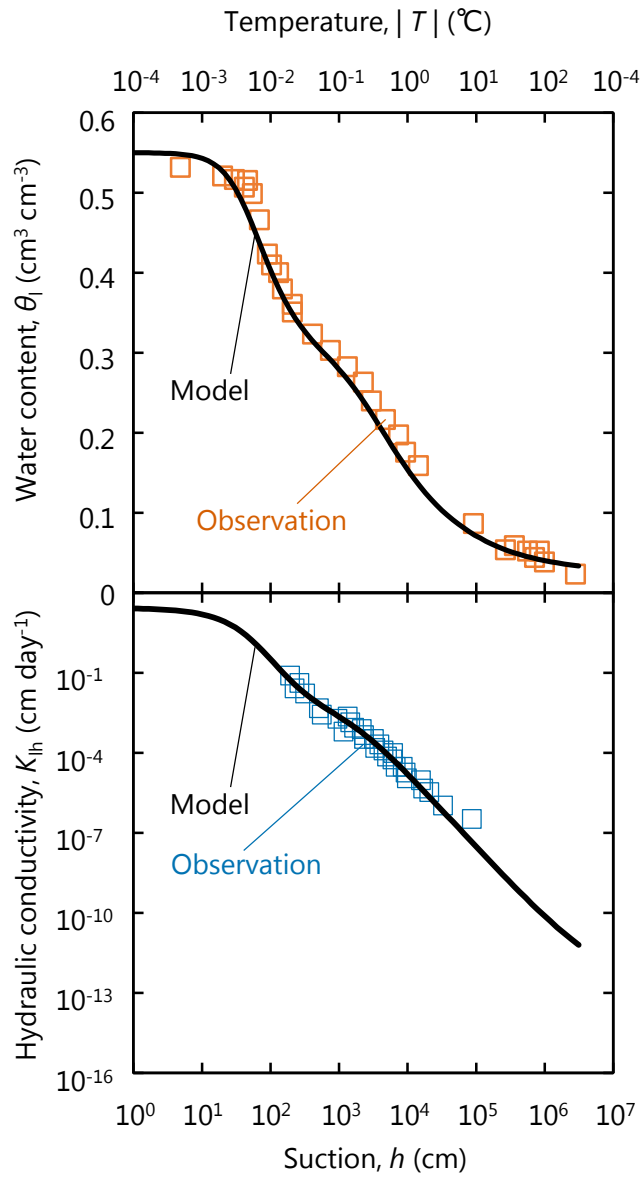 Temperature, | T | (℃)
10⁻⁴ 10⁻³ 10⁻² 10⁻¹ 10⁰ 10¹ 10² 10⁻⁴
0.6
0.5
0.4
0.3
0.2
0.1
0
Water content, θₗ (cm³ cm⁻³)
Model
Observation
10⁻¹
10⁻⁴
10⁻⁷
10⁻¹⁰
10⁻¹³
10⁻¹⁶
Hydraulic conductivity, Kₗₕ (cm day⁻¹)
Model
Observation
10⁰ 10¹ 10² 10³ 10⁴ 10⁵ 10⁶ 10⁷
Suction, h (cm)